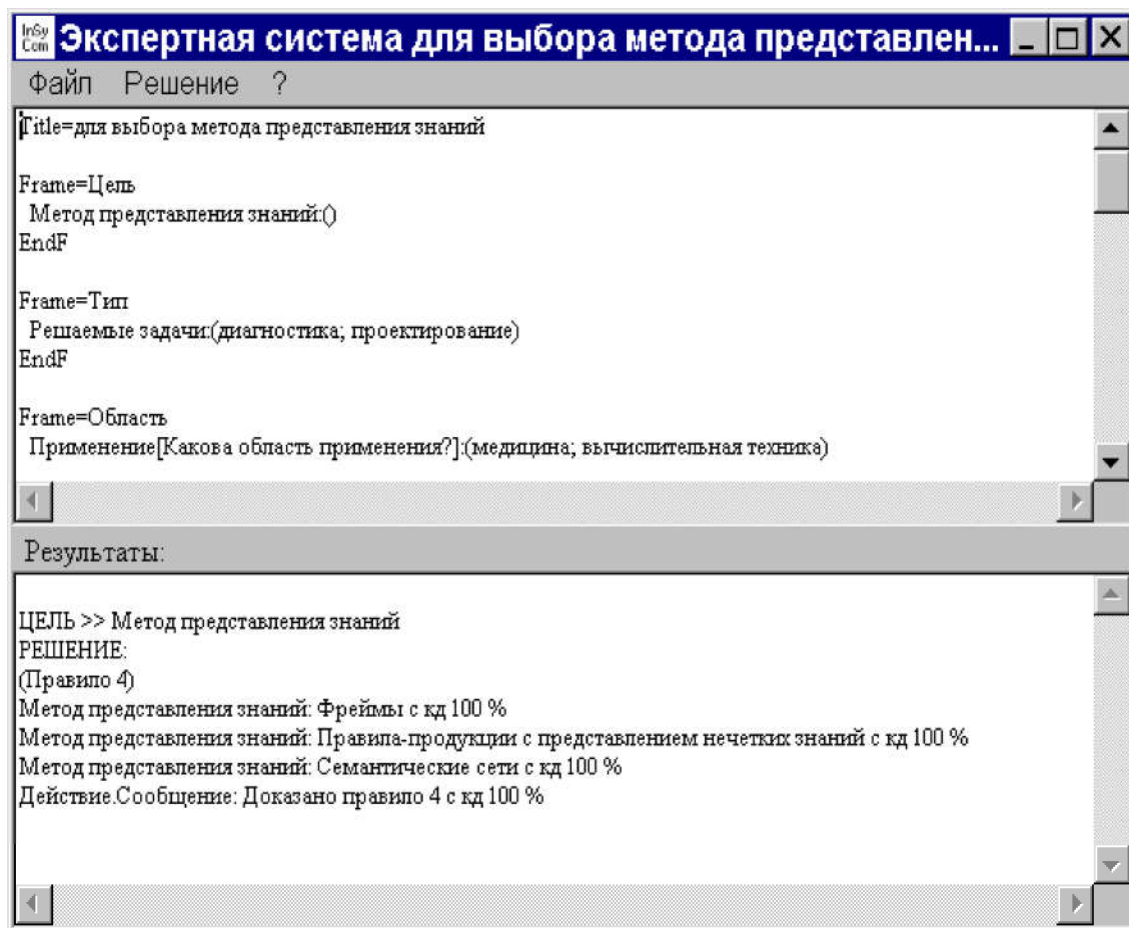 InSy
Com
Экспертная система для выбора метода представлен...
Файл Решение ?
Title=для выбора метода представления знаний
Frame=Цель
Метод представления знаний:()
EndF
Frame=Тип
Решаемые задачи:(диагностика; проектирование)
EndF
Frame=Область
Применение[Какова область применения?]:(медицина; вычислительная техника)
Результаты:
ЦЕЛЬ >> Метод представления знаний
РЕШЕНИЕ:
(Правило 4)
Метод представления знаний: Фреймы с кд 100 %
Метод представления знаний: Правила-продукции с представлением нечетких знаний с кд 100 %
Метод представления знаний: Семантические сети с кд 100 %
Действие.Сообщение: Доказано правило 4 с кд 100 %